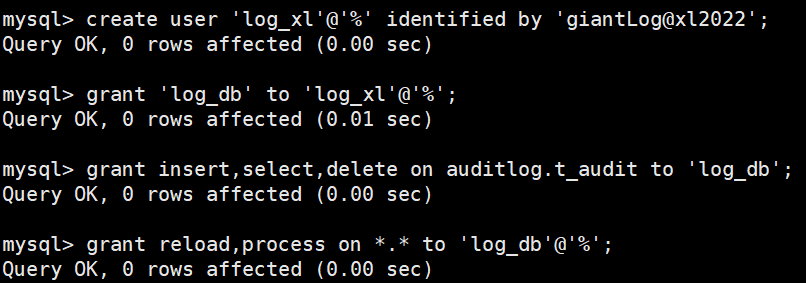 mysql> create user 'log_xl'@'%' identified by 'giantLog@xl2022';
Query OK, 0 rows affected (0.00 sec)
mysql> grant 'log_db' to 'log_xl'@'%';
Query OK, 0 rows affected (0.01 sec)
mysql> grant insert,select,delete on auditlog.t_audit to 'log_db';
Query OK, 0 rows affected (0.00 sec)
mysql> grant reload,process on *.* to 'log_db'@'%';
Query OK, 0 rows affected (0.00 sec)